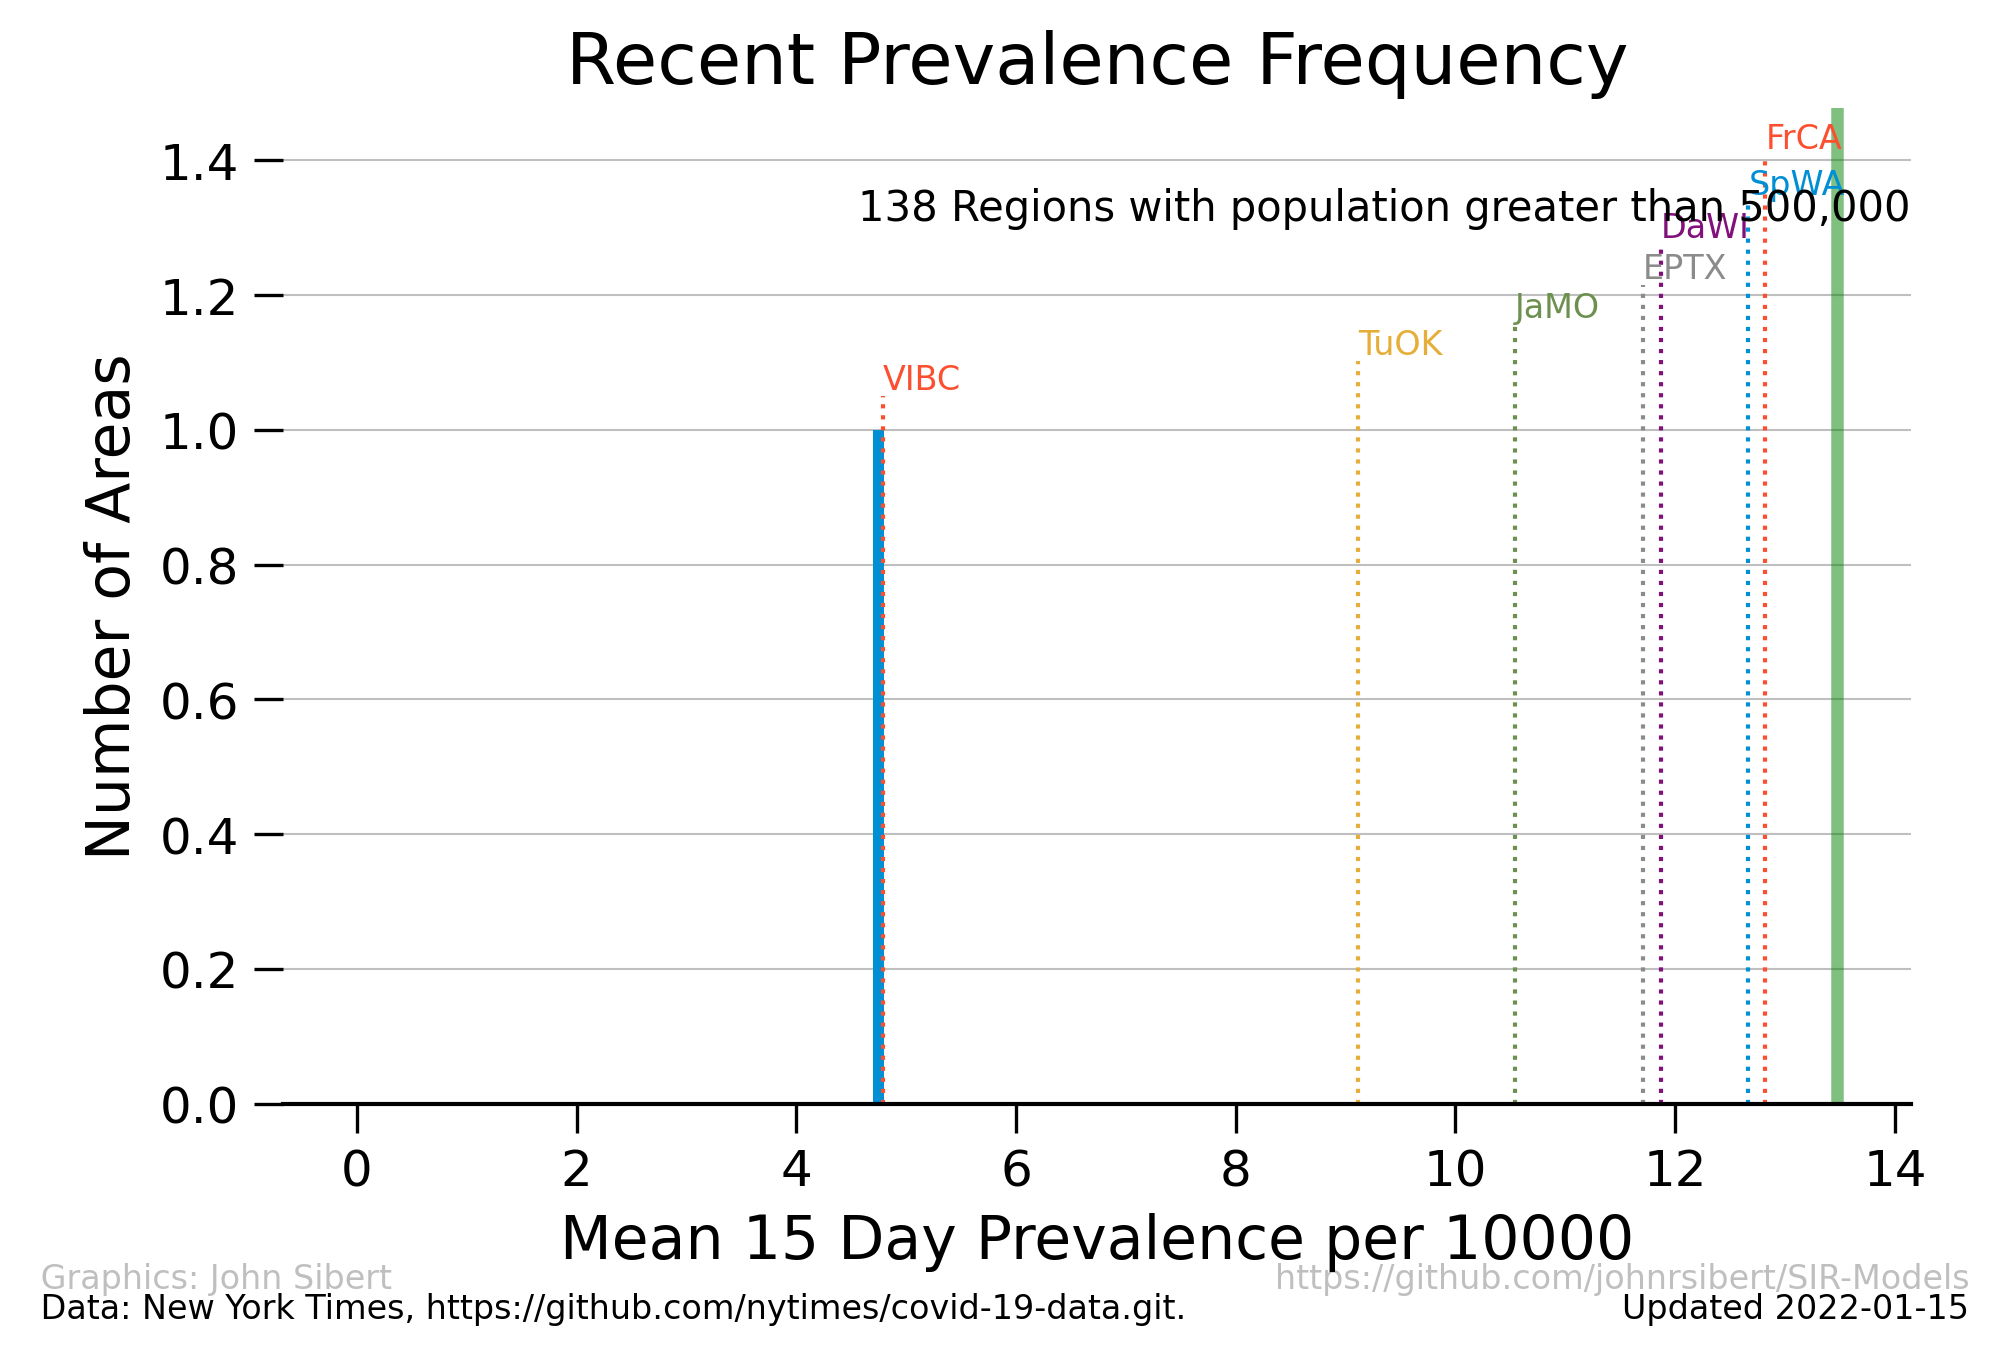 Recent Prevalence Frequency
FrCA
1.4
SpWA
138 Regions with population greater than 500,000
DaWI
EPTX
1.2
JaMO
TuOK
VIBC
1.0
0.8
0.6
0.4
0.2
0.0
Number of Areas
0 2 4 6 8 10 12 14
Mean 15 Day Prevalence per 10000
Graphics: John Sibert https://github.com/johnrsibert/SIR-Models
Data: New York Times, https://github.com/nytimes/covid-19-data.git. Updated 2022-01-15